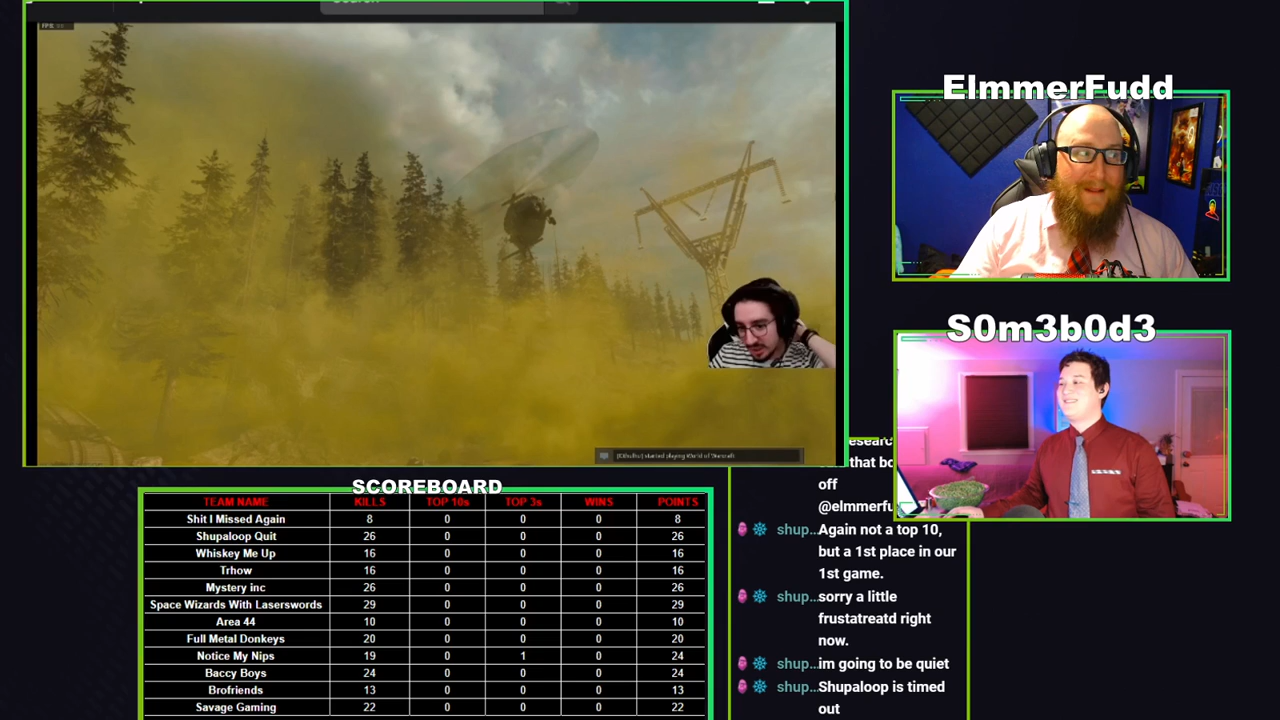 Search
FPS
ElmmerFudd
S0m3b0d3
started playing World of Warcraft
that bo
off
@elmmerfu
shup...Again not a top 10,
but a 1st place in our
1st game.
shup...sorry a little
frustatreatd right
now.
shup...im going to be quiet
shup...Shupaloop is timed
out
SCOREBOARD
TEAM NAME KILLS TOP 10s TOP 3s WINS POINTS
Shit I Missed Again 8 0 0 0 8
Shupaloop Quit 26 0 0 0 26
Whiskey Me Up 16 0 0 0 16
Trhow 16 0 0 0 16
Mystery inc 26 0 0 0 26
Space Wizards With Laserswords 29 0 0 0 29
Area 44 10 0 0 0 10
Full Metal Donkeys 20 0 0 0 20
Notice My Nips 19 0 1 0 24
Baccy Boys 24 0 0 0 24
Brofriends 13 0 0 0 13
Savage Gaming 22 0 0 0 22